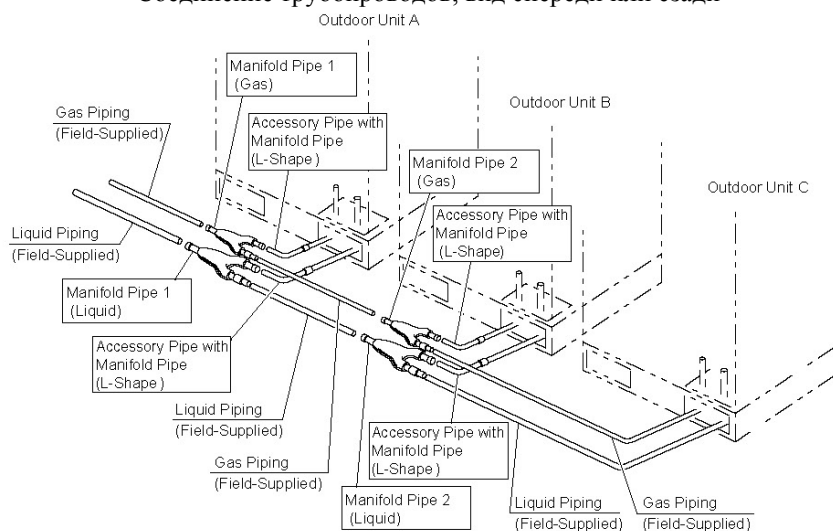 Соединение трубопроводов, вид спереди или сзади
Outdoor Unit A
Manifold Pipe 1
(Gas)
Outdoor Unit B
Gas Piping
(Field-Supplied)
Accessory Pipe with
Manifold Pipe
(L-Shape)
Manifold Pipe 2
(Gas)
Outdoor Unit C
Accessory Pipe with
Manifold Pipe
(L-Shape)
Liquid Piping
(Field-Supplied)
Manifold Pipe 1
(Liquid)
Accessory Pipe with
Manifold Pipe
(L-Shape)
Liquid Piping
(Field-Supplied)
Accessory Pipe with
Manifold Pipe
(L-Shape)
Gas Piping
(Field-Supplied)
Manifold Pipe 2
(Liquid)
Liquid Piping
(Field-Supplied)
Gas Piping
(Field-Supplied)